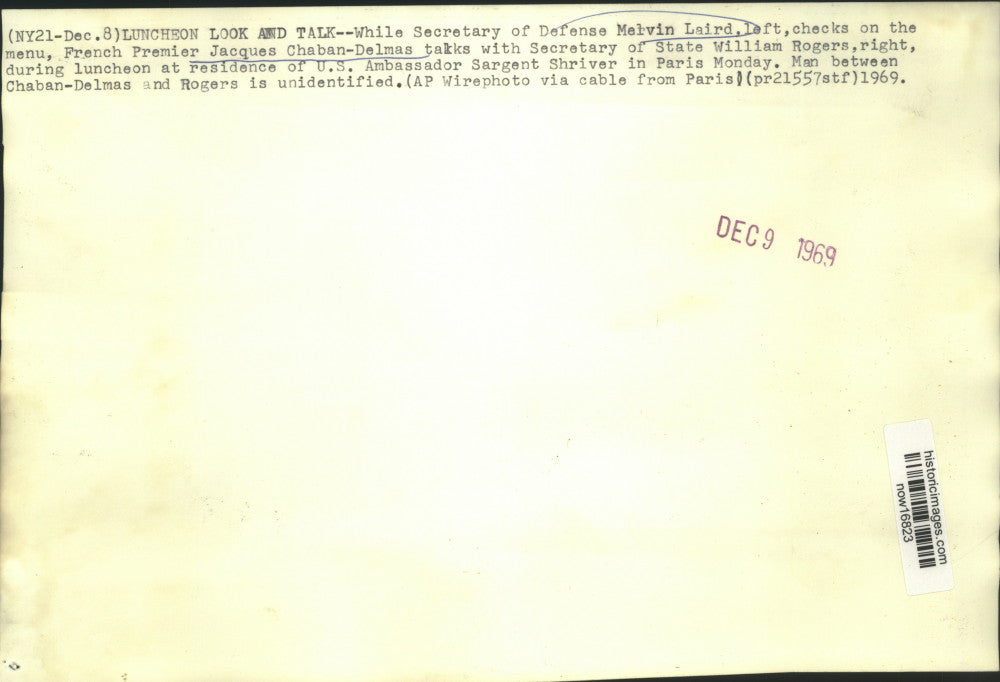 (NY21-Dec.8)LUNCHEON LOOK AND TALK--While Secretary of Defense Melvin Laird,left,checks on the
menu, French Premier Jacques Chaban-Delmas talks with Secretary of State William Rogers,right,
during luncheon at residence of U.S. Ambassador Sargent Shriver in Paris Monday. Man between
Chaban-Delmas and Rogers is unidentified.(AP Wirephoto via cable from Paris)(pr21557stf)1969.
DEC 9 1969
historicimages.com
now16823